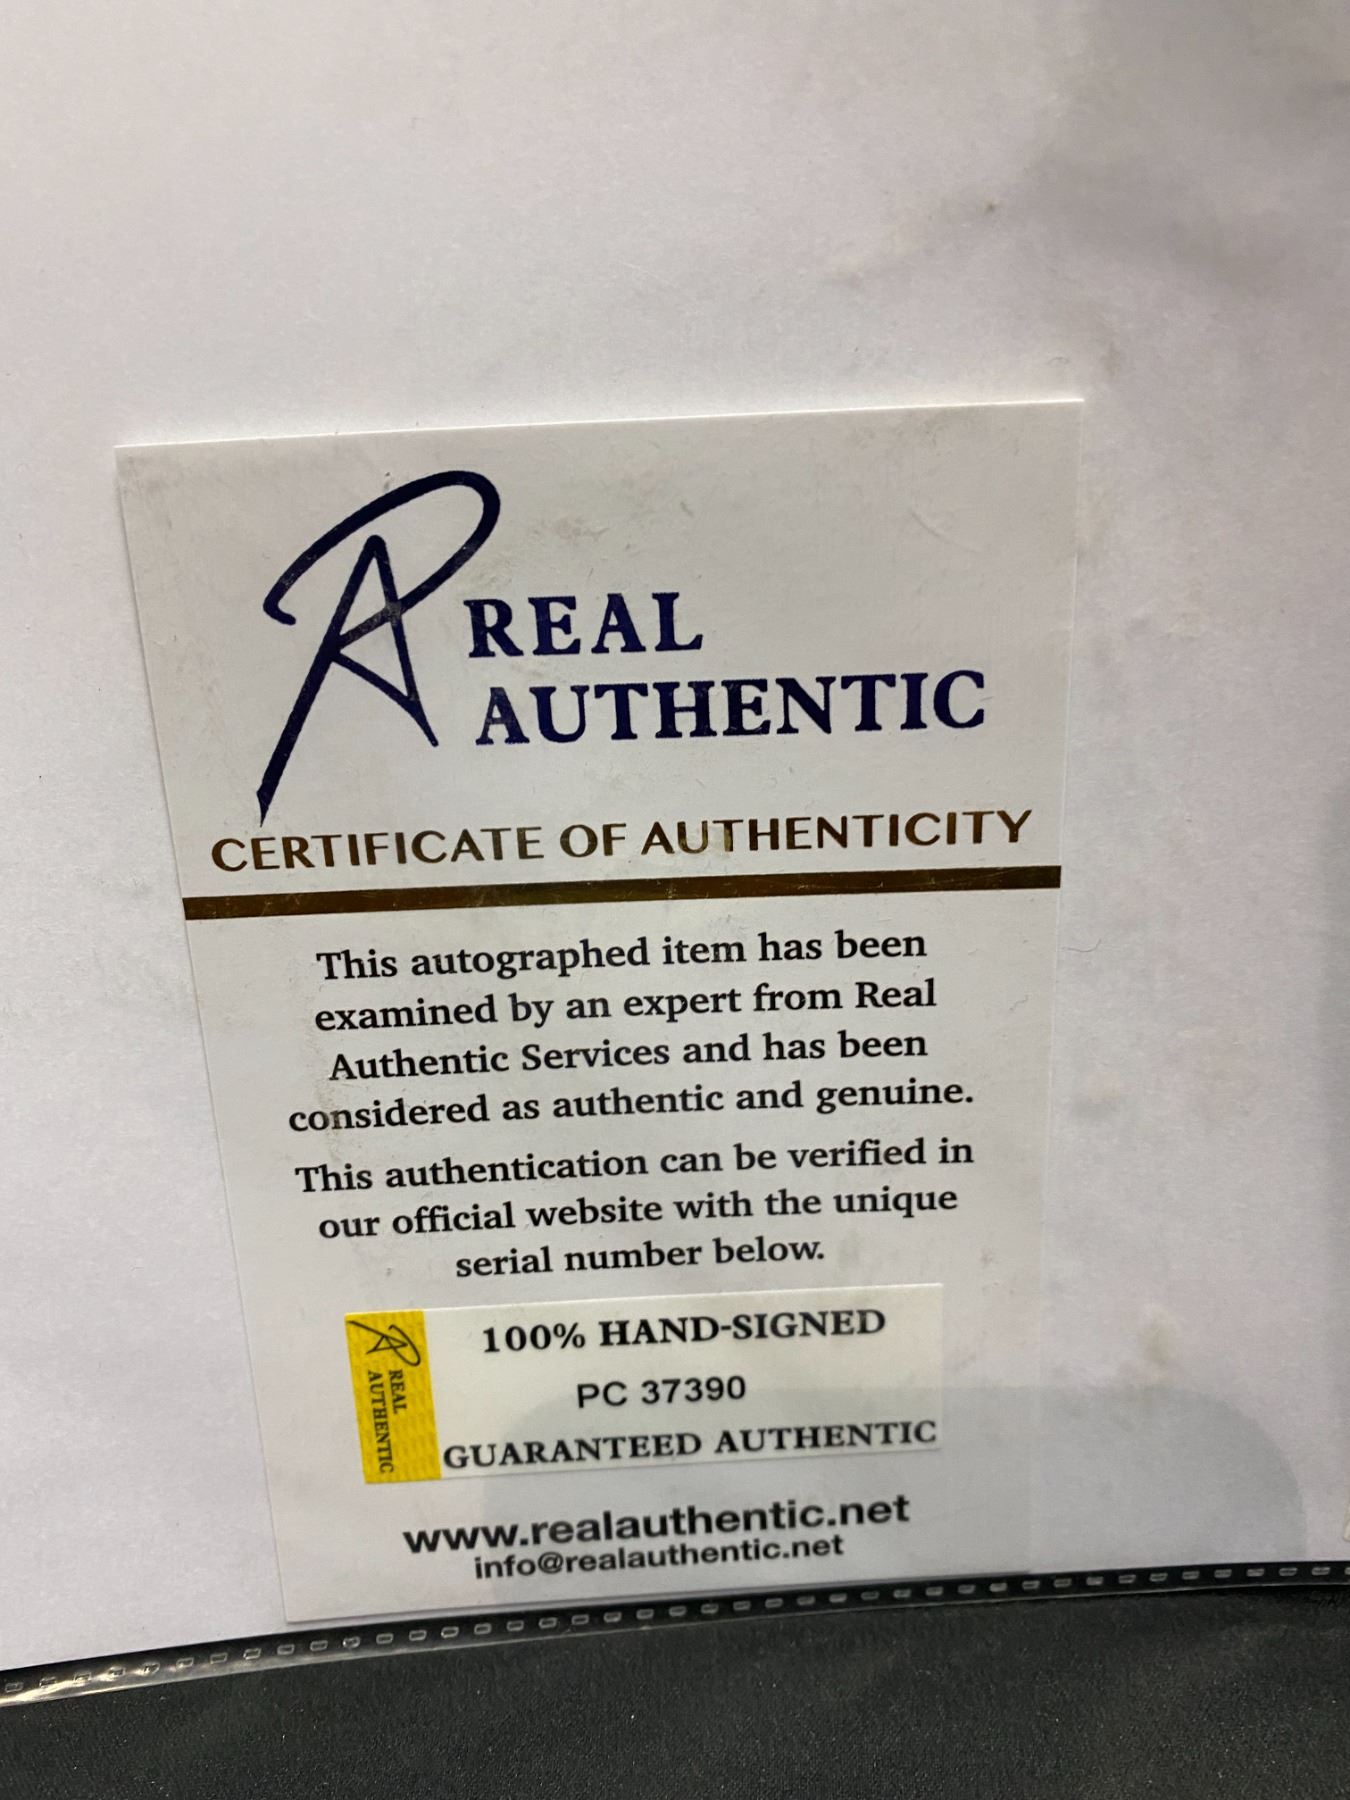 REAL
AUTHENTIC
CERTIFICATE OF AUTHENTICITY
This autographed item has been
examined by an expert from Real
Authentic Services and has been
considered as authentic and genuine.
This authentication can be verified in
our official website with the unique
serial number below.
REAL
AUTHENTIC
100% HAND-SIGNED
PC 37390
GUARANTEED AUTHENTIC
www.realauthentic.net
info@realauthentic.net